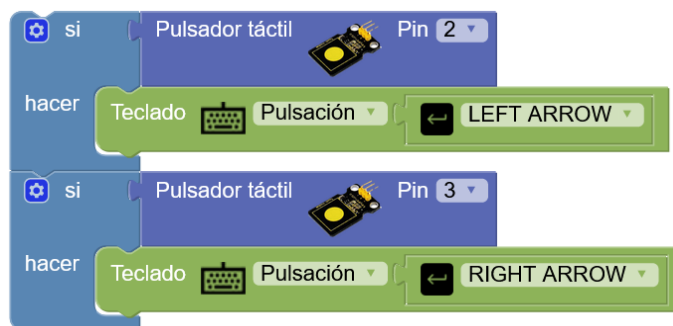 si Pulsador táctil Pin 2
hacer Teclado Pulsación LEFT ARROW
si Pulsador táctil Pin 3
hacer Teclado Pulsación RIGHT ARROW